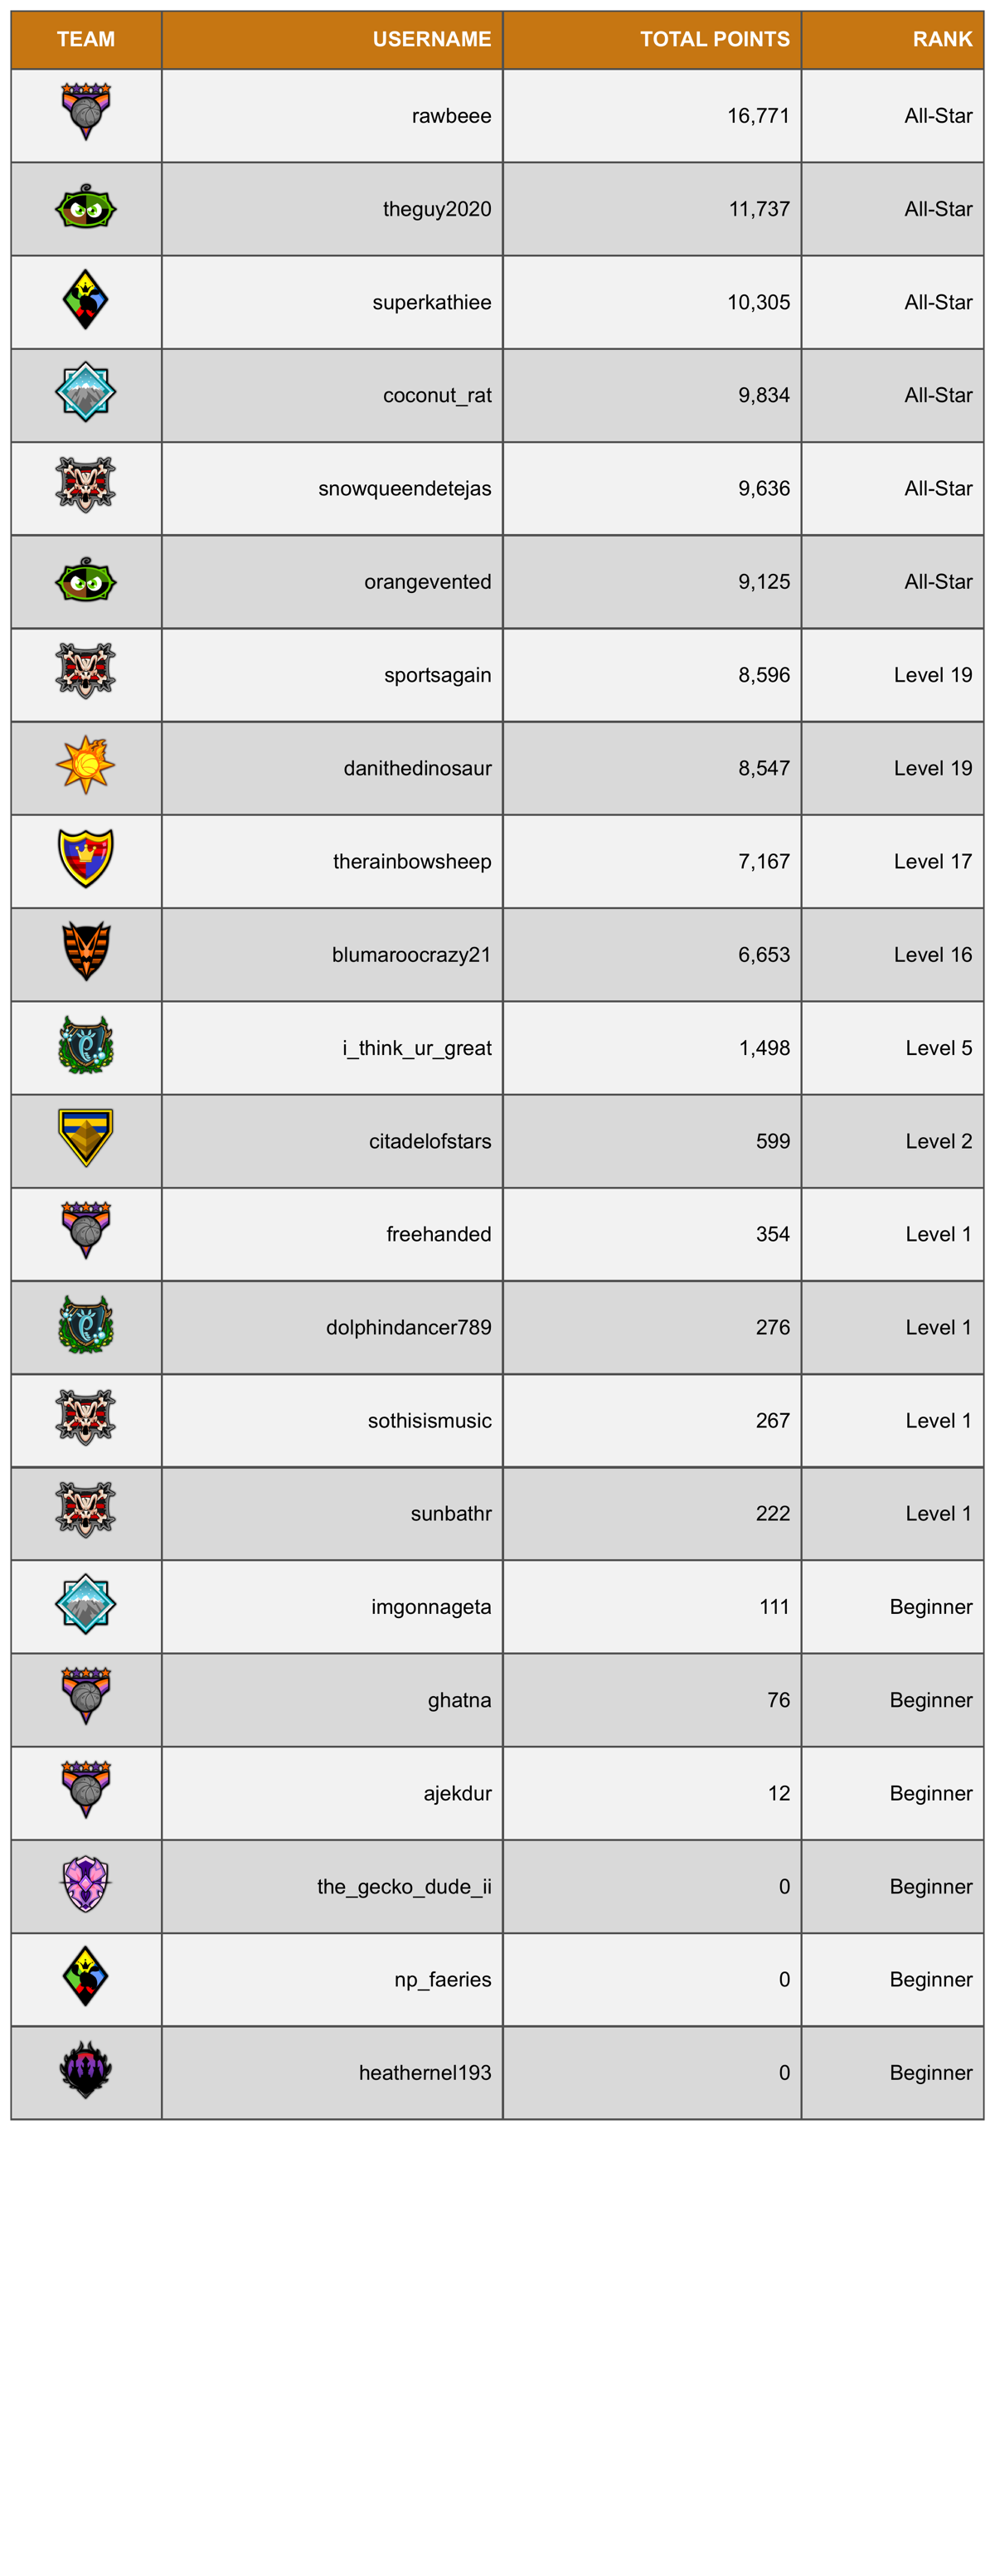 TEAM USERNAME TOTAL POINTS RANK
rawbeee 16,771 All-Star
theguy2020 11,737 All-Star
superkathiee 10,305 All-Star
coconut_rat 9,834 All-Star
snowqueendetejas 9,636 All-Star
orangevented 9,125 All-Star
sportsagain 8,596 Level 19
danithedinosaur 8,547 Level 19
therainbowsheep 7,167 Level 17
blumaroocrazy21 6,653 Level 16
i_think_ur_great 1,498 Level 5
citadelofstars 599 Level 2
freehanded 354 Level 1
dolphindancer789 276 Level 1
sothisismusic 267 Level 1
sunbathr 222 Level 1
imgonnageta 111 Beginner
ghatna 76 Beginner
ajekdur 12 Beginner
the_gecko_dude_ii 0 Beginner
np_faeries 0 Beginner
heathernel193 0 Beginner